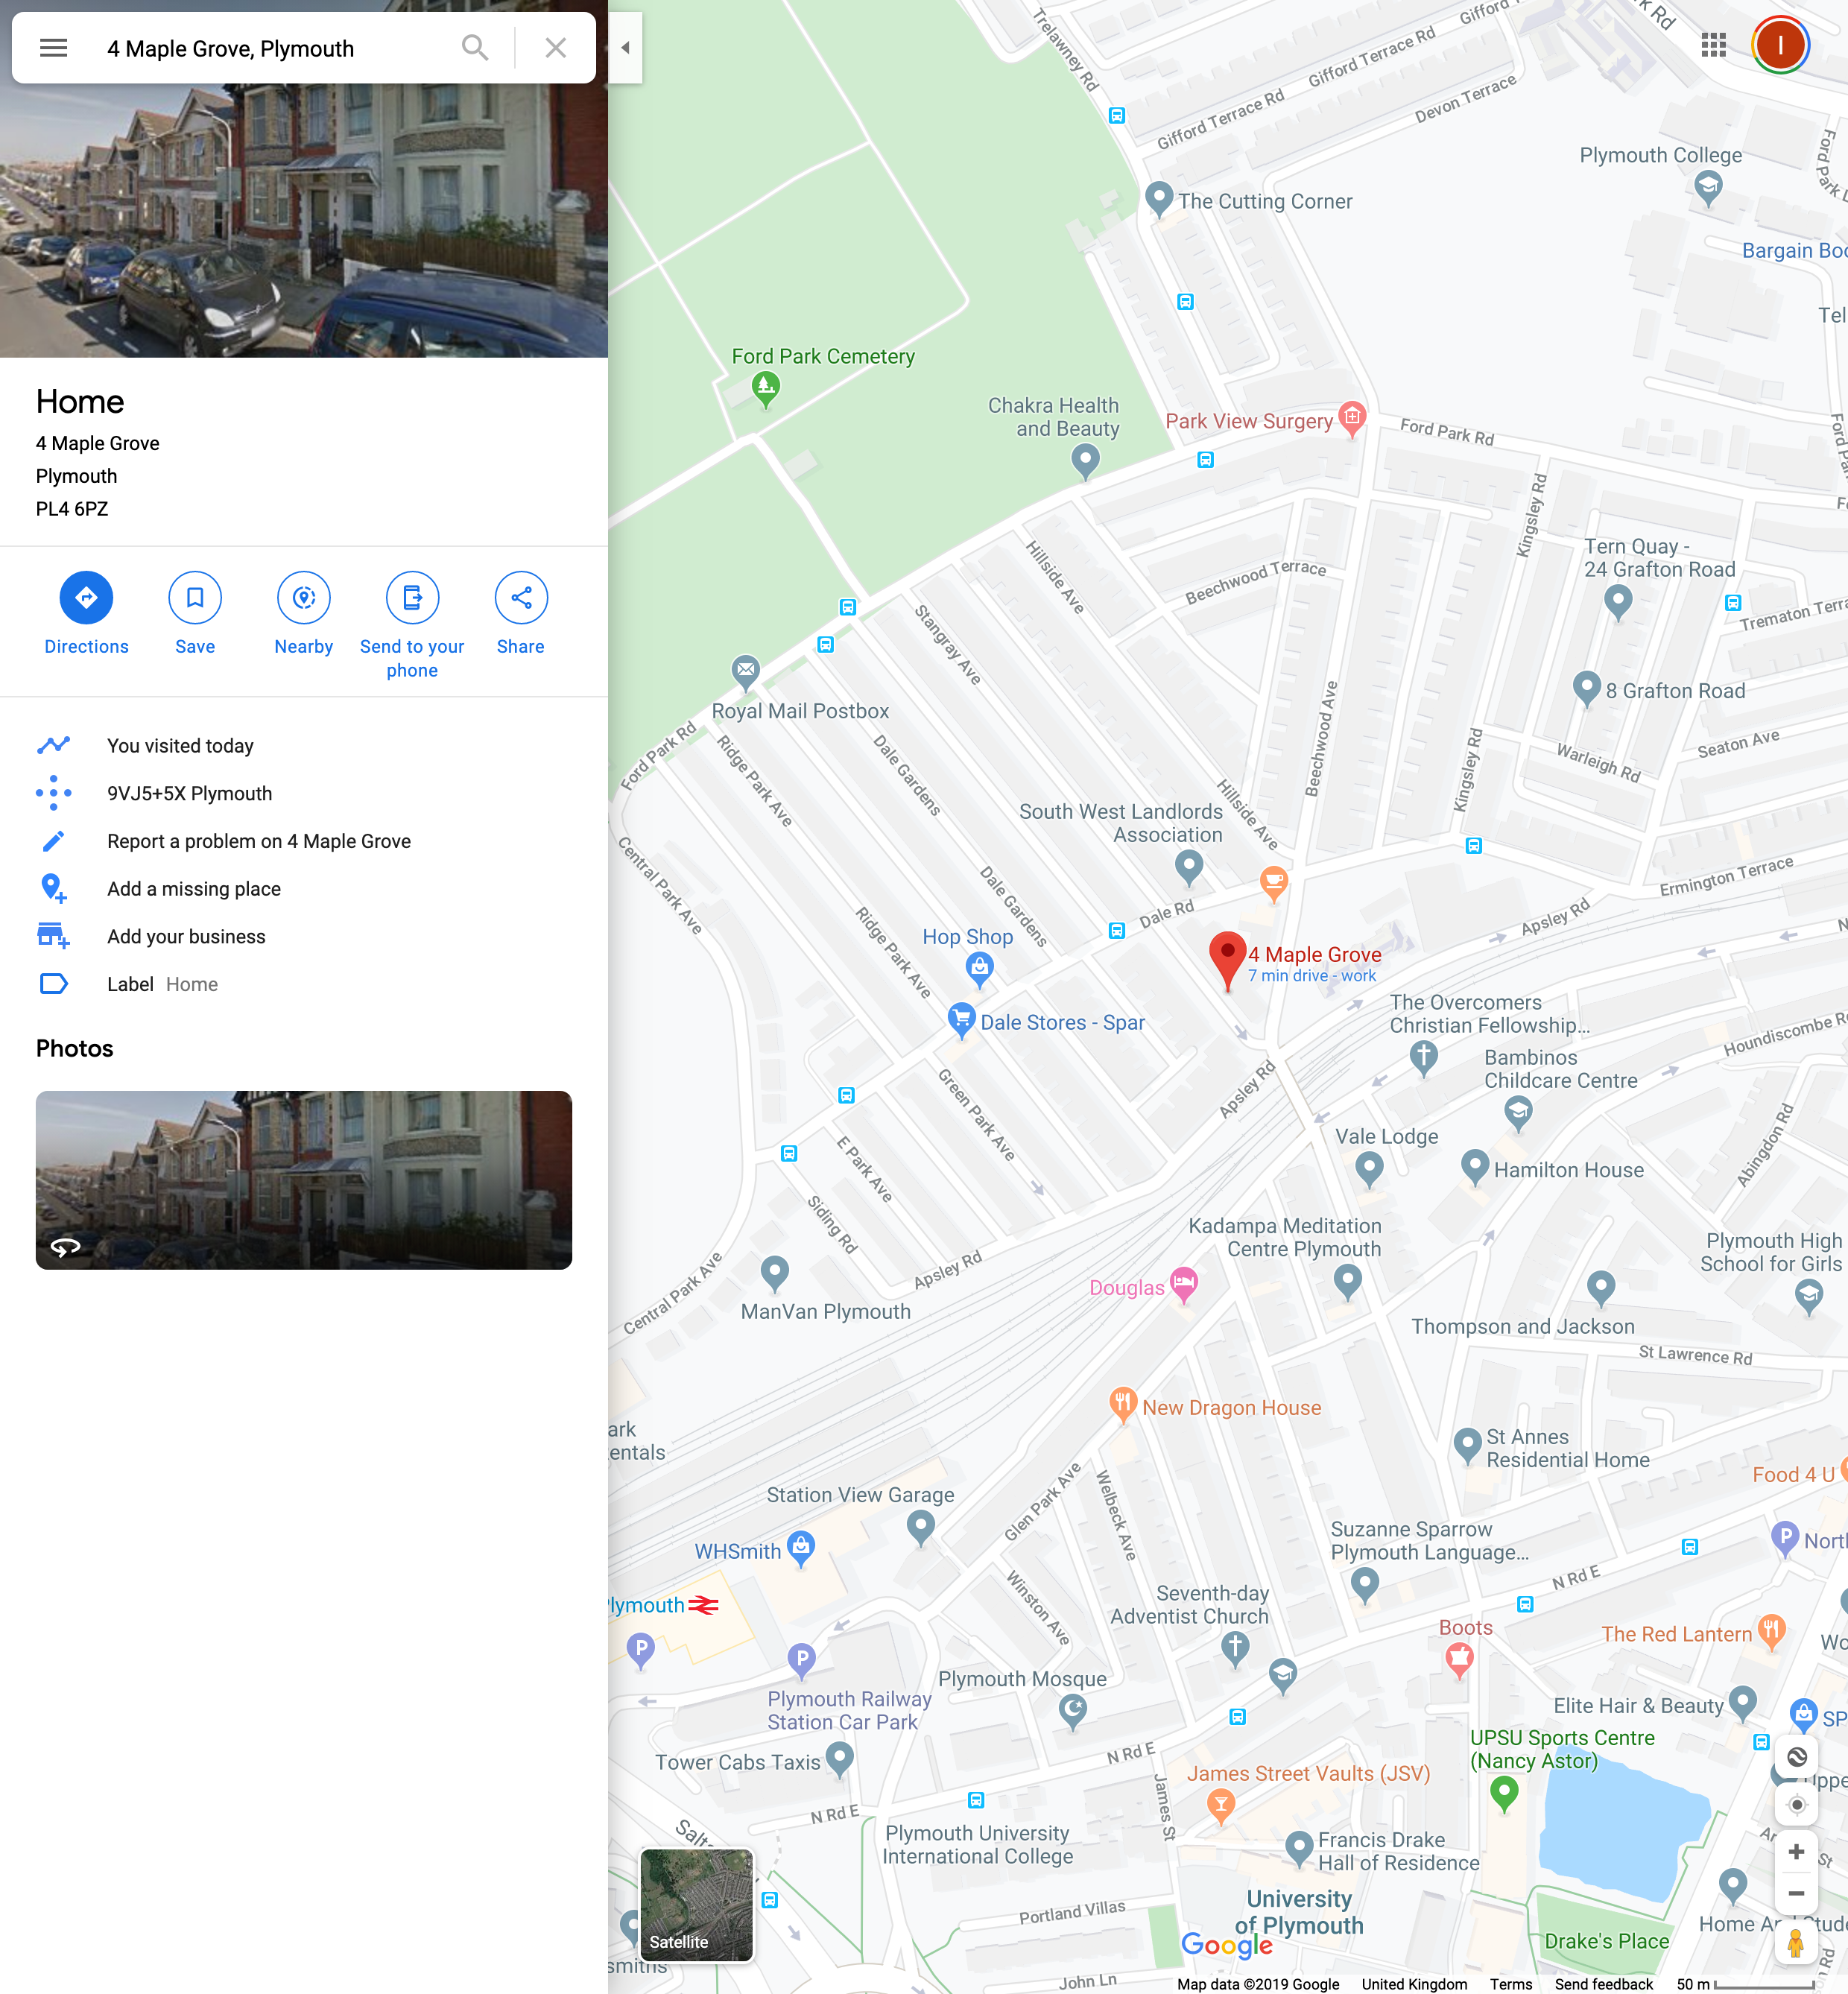 4 Maple Grove, Plymouth
Home
4 Maple Grove
Plymouth
PL4 6PZ
Directions
Save
Nearby
Send to your
phone
Share
You visited today
9VJ5+5X Plymouth
Report a problem on 4 Maple Grove
Add a missing place
Add your business
Label Home
Photos
Trelawney Rd
Gifford Terrace Rd
Gifford Terrace Rd
Devon Terrace
Plymouth College
The Cutting Corner
Ford Park Cemetery
Chakra Health
and Beauty
Park View Surgery
Ford Park Rd
Kingsley Rd
Tern Quay -
24 Grafton Road
Hillside Ave
Beechwood Terrace
Stangray Ave
Royal Mail Postbox
8 Grafton Road
Ford Park Rd
Ridge Park Ave
Dale Gardens
Beechwood Ave
Kingsley Rd
Warleigh Rd
Seaton Ave
Hillside Ave
South West Landlords
Association
Central Park Ave
Dale Gardens
Ermington Terrace
Dale Rd
Apsley Rd
Ridge Park Ave
Hop Shop
4 Maple Grove
7 min drive - work
Dale Stores - Spar
The Overcomers
Christian Fellowship...
Houndiscombe R
Bambinos
Childcare Centre
Green Park Ave
Apsley Rd
Vale Lodge
Hamilton House
Abingdon Rd
E Park Ave
Siding Rd
Kadampa Meditation
Centre Plymouth
Plymouth High
School for Girls
Central Park Ave
Apsley Rd
Douglas
ManVan Plymouth
Thompson and Jackson
St Lawrence Rd
New Dragon House
ark
entals
St Annes
Residential Home
Food 4 U
Station View Garage
Glen Park Ave
Welbeck Ave
WHSmith
Suzanne Sparrow
Plymouth Language...
N Rd E
Winston Ave
Seventh-day
Adventist Church
lymouth
Boots
The Red Lantern
Plymouth Mosque
Plymouth Railway
Station Car Park
Elite Hair & Beauty
SP
UPSU Sports Centre
(Nancy Astor)
Tower Cabs Taxis
N Rd E
James Street Vaults (JSV)
James St
N Rd E
Plymouth University
International College
Francis Drake
Hall of Residence
University
of Plymouth
Portland Villas
Drake's Place
Satellite
smiths
John Ln
Google
Map data ©2019 Google United Kingdom Terms Send feedback 50 m